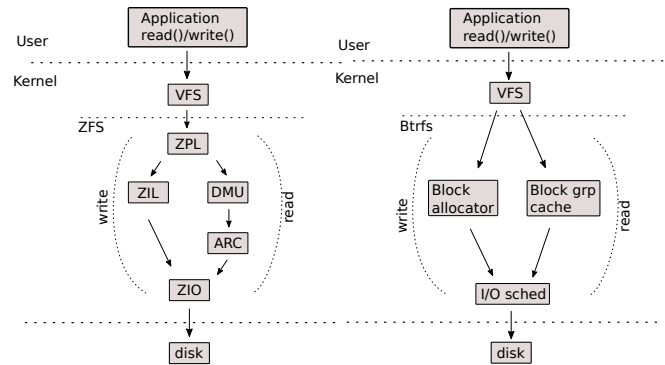 Application
read()/write()
User
Kernel
VFS
ZFS
ZPL
ZIL
DMU
write
read
ARC
ZIO
disk
Application
read()/write()
User
Kernel
VFS
Btrfs
Block
allocator
Block grp
cache
write
read
I/O sched
disk